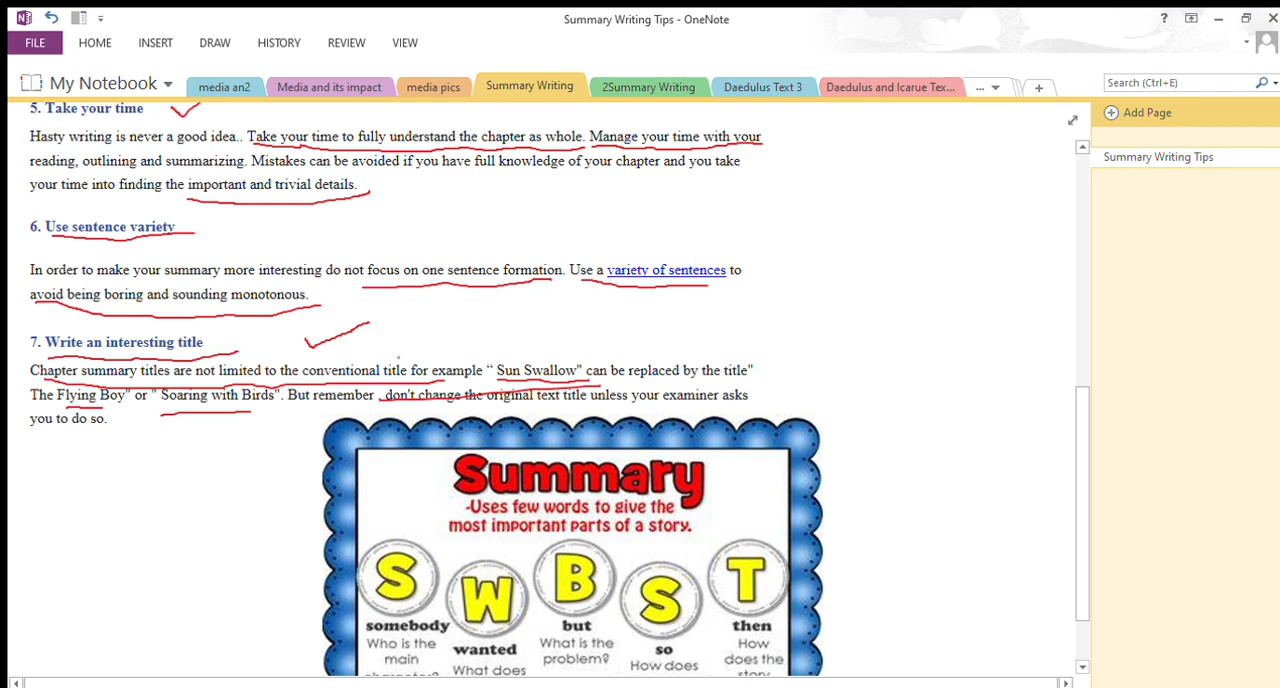 Summary Writing Tips - OneNote
?
FILE HOME INSERT DRAW HISTORY REVIEW VIEW
My Notebook media an2 Media and its impact media pics Summary Writing 2Summary Writing Daedulus Text 3 Daedulus and Icarue Tex... ... + Search (Ctrl+E)
Add Page
Summary Writing Tips
5. Take your time
Hasty writing is never a good idea.. Take your time to fully understand the chapter as whole. Manage your time with your
reading, outlining and summarizing. Mistakes can be avoided if you have full knowledge of your chapter and you take
your time into finding the important and trivial details.
6. Use sentence variety
In order to make your summary more interesting do not focus on one sentence formation. Use a variety of sentences to
avoid being boring and sounding monotonous.
7. Write an interesting title
Chapter summary titles are not limited to the conventional title for example “ Sun Swallow" can be replaced by the title"
The Flying Boy" or " Soaring with Birds". But remember , don't change the original text title unless your examiner asks
you to do so.
Summary
-Uses few words to give the
most important parts of a story.
S W B S T
somebody
Who is the
main
wanted
What does
but
What is the
problem?
so
How does
then
How
does the